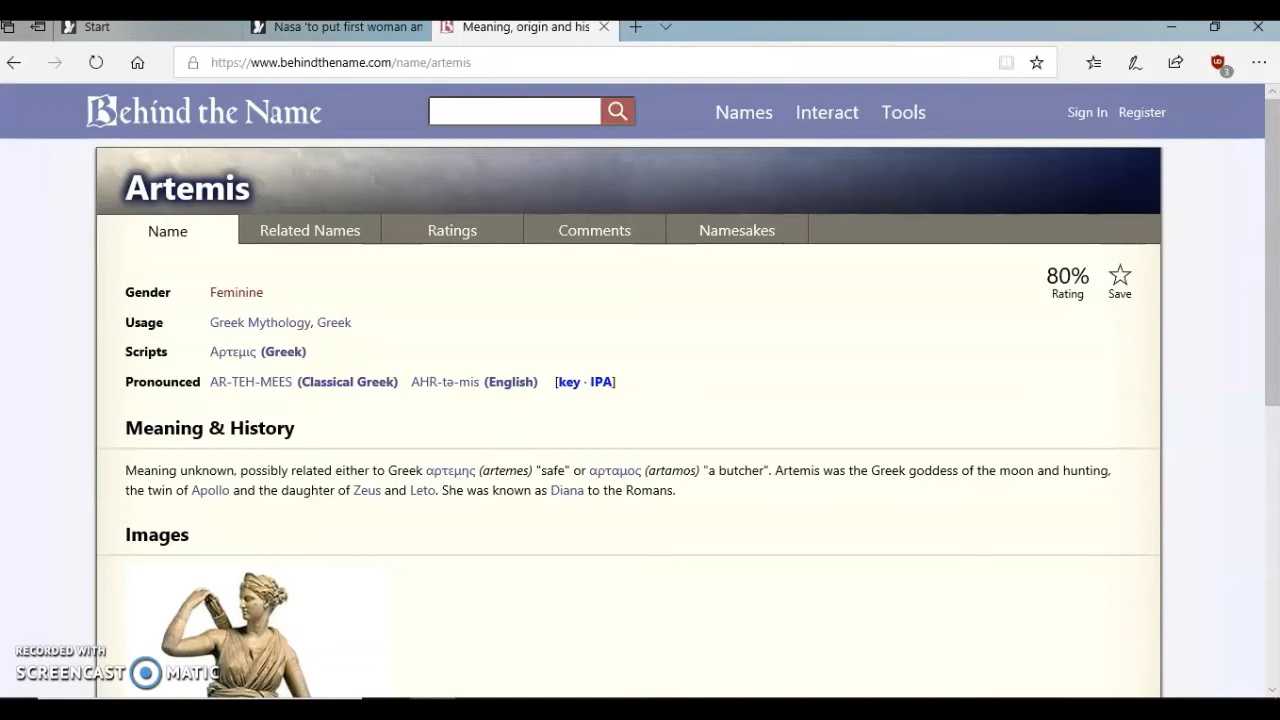 Start
Nasa 'to put first woman an
Meaning, origin and his
https://www.behindthename.com/name/artemis
3
Behind the Name
Names Interact Tools
Sign In Register
Artemis
Name Related Names Ratings Comments Namesakes
80%
Rating
Save
Gender Feminine
Usage Greek Mythology, Greek
Scripts Αρτεμις (Greek)
Pronounced AR-TEH-MEES (Classical Greek) AHR-tə-mis (English) [key · IPA]
Meaning & History
Meaning unknown, possibly related either to Greek αρτεμης (artemes) "safe" or αρταμος (artamos) "a butcher". Artemis was the Greek goddess of the moon and hunting,
the twin of Apollo and the daughter of Zeus and Leto. She was known as Diana to the Romans.
Images
RECORDED WITH
SCREENCAST MATIC